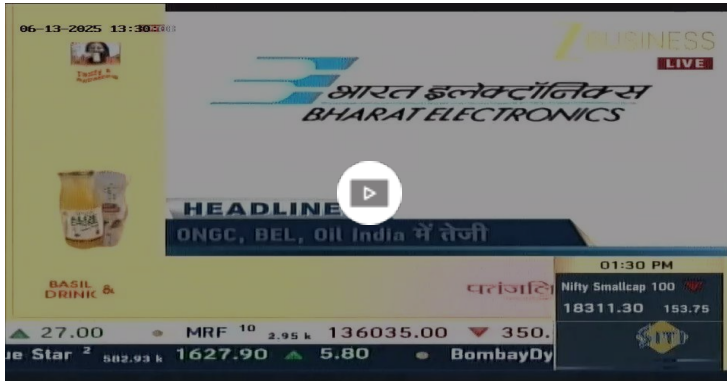 06-13-2025 13:30
Z BUSINESS
LIVE
भारत इलेक्ट्रॉनिक्स
BHARAT ELECTRONICS
HEADLINE
ONGC, BEL, Oil India में तेजी
BASIL
DRINK &
पतंजलि
01:30 PM
Nifty Smallcap 100
18311.30 153.75
SITI
27.00 MRF 10 2.95 k 136035.00 350.
ue Star 2 582.93 k 1627.90 5.80 BombayDy